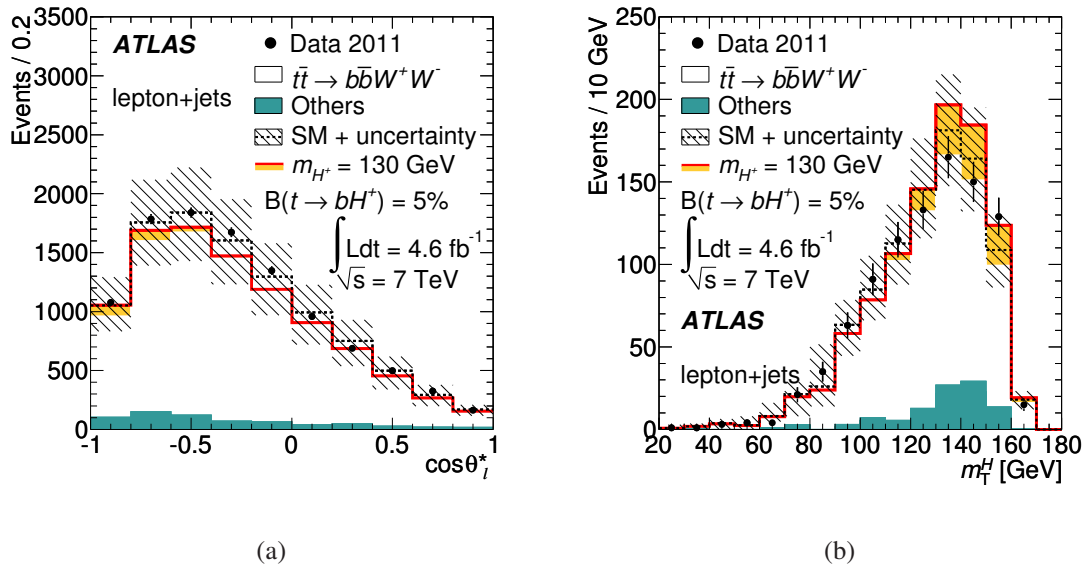 Events / 0.2
3500
3000
2500
2000
1500
1000
500
0
ATLAS
lepton+jets
Data 2011
tt̄ → bb̄W⁺W⁻
Others
SM + uncertainty
m_H⁺ = 130 GeV
B(t → bH⁺) = 5%
∫ Ldt = 4.6 fb⁻¹
√s = 7 TeV
-1 -0.5 0 0.5 1
cosθ*_l
(a)
Events / 10 GeV
250
200
150
100
50
0
Data 2011
tt̄ → bb̄W⁺W⁻
Others
SM + uncertainty
m_H⁺ = 130 GeV
B(t → bH⁺) = 5%
∫ Ldt = 4.6 fb⁻¹
√s = 7 TeV
ATLAS
lepton+jets
20 40 60 80 100 120 140 160 180
m_T^H [GeV]
(b)